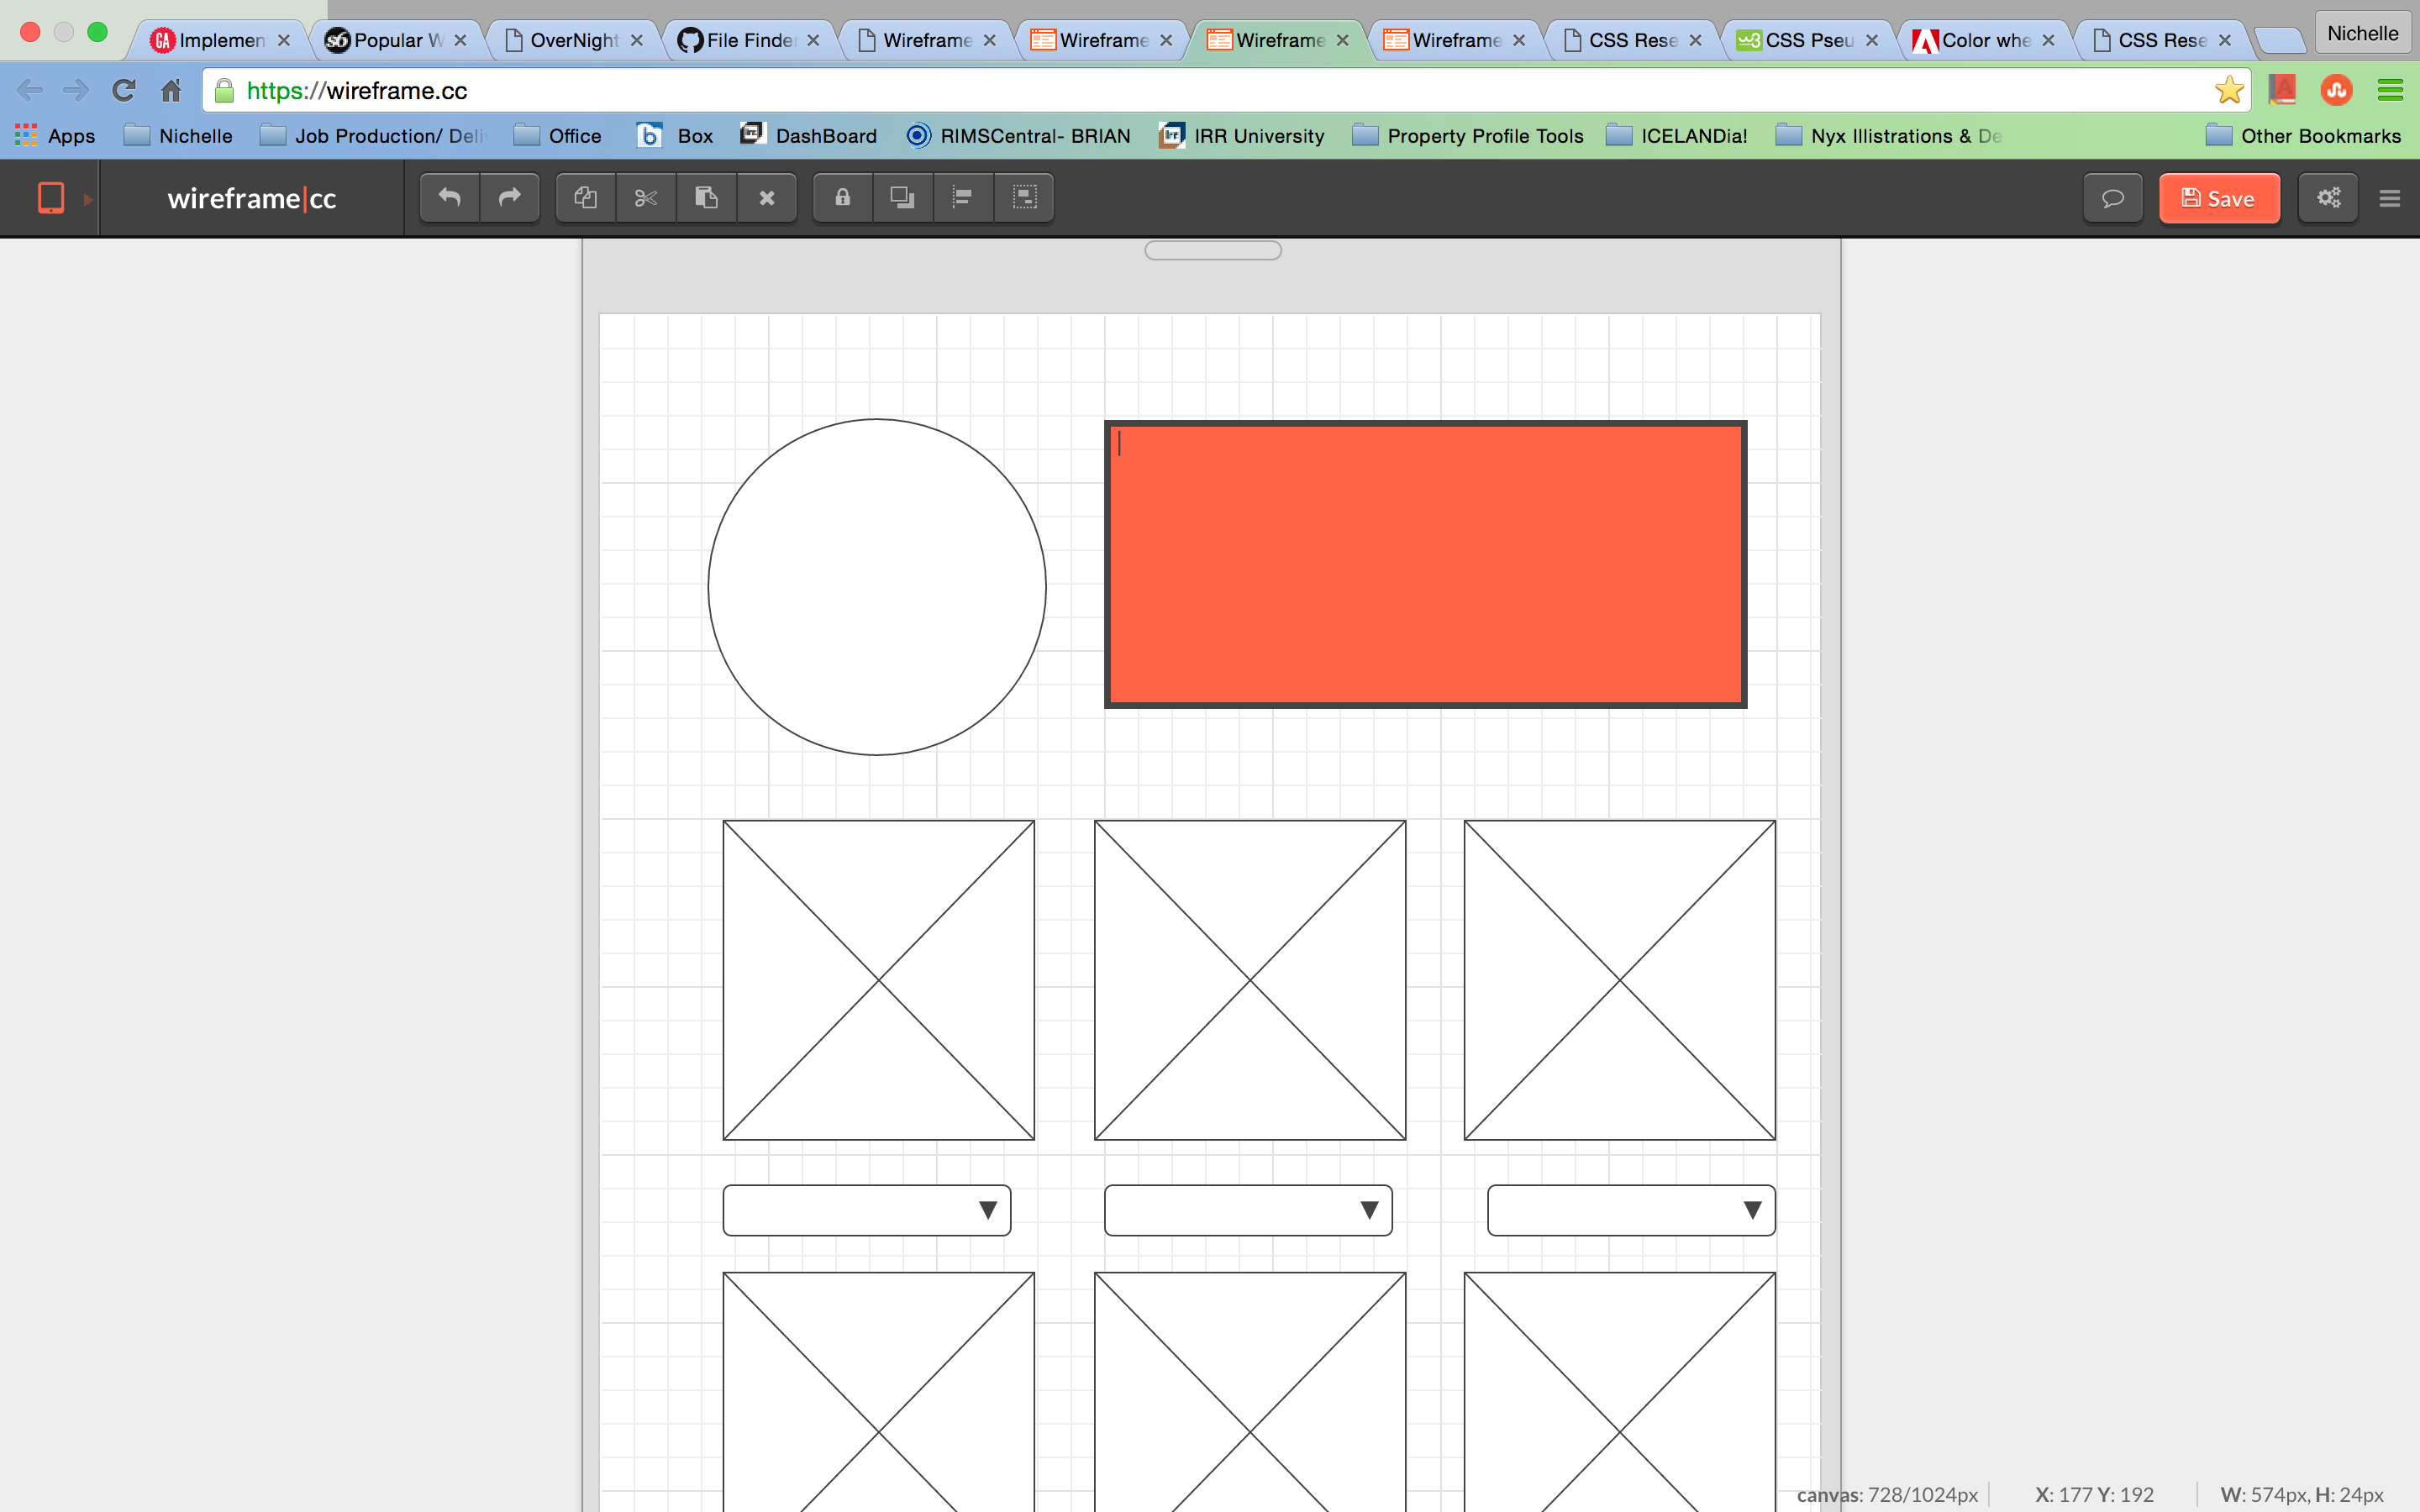 Implemen Popular W OverNight File Finde Wireframe Wireframe Wireframe Wireframe CSS Rese CSS Pseu Color whe CSS Rese Nichelle
https://wireframe.cc
Apps Nichelle Job Production/ Deli Office Box DashBoard RIMSCentral- BRIAN IRR University Property Profile Tools ICELANDia! Nyx Illistrations & De Other Bookmarks
wireframe|cc Save
canvas: 728/1024px X: 177 Y: 192 W: 574px, H: 24px